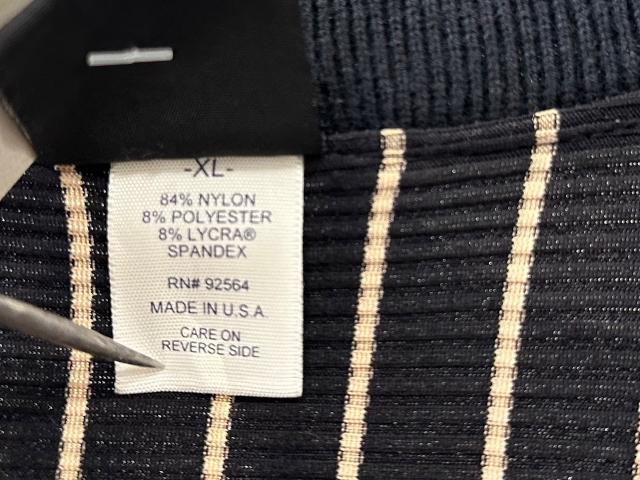 -XL-
84% NYLON
8% POLYESTER
8% LYCRA®
SPANDEX
RN# 92564
MADE IN U.S.A.
CARE ON
REVERSE SIDE